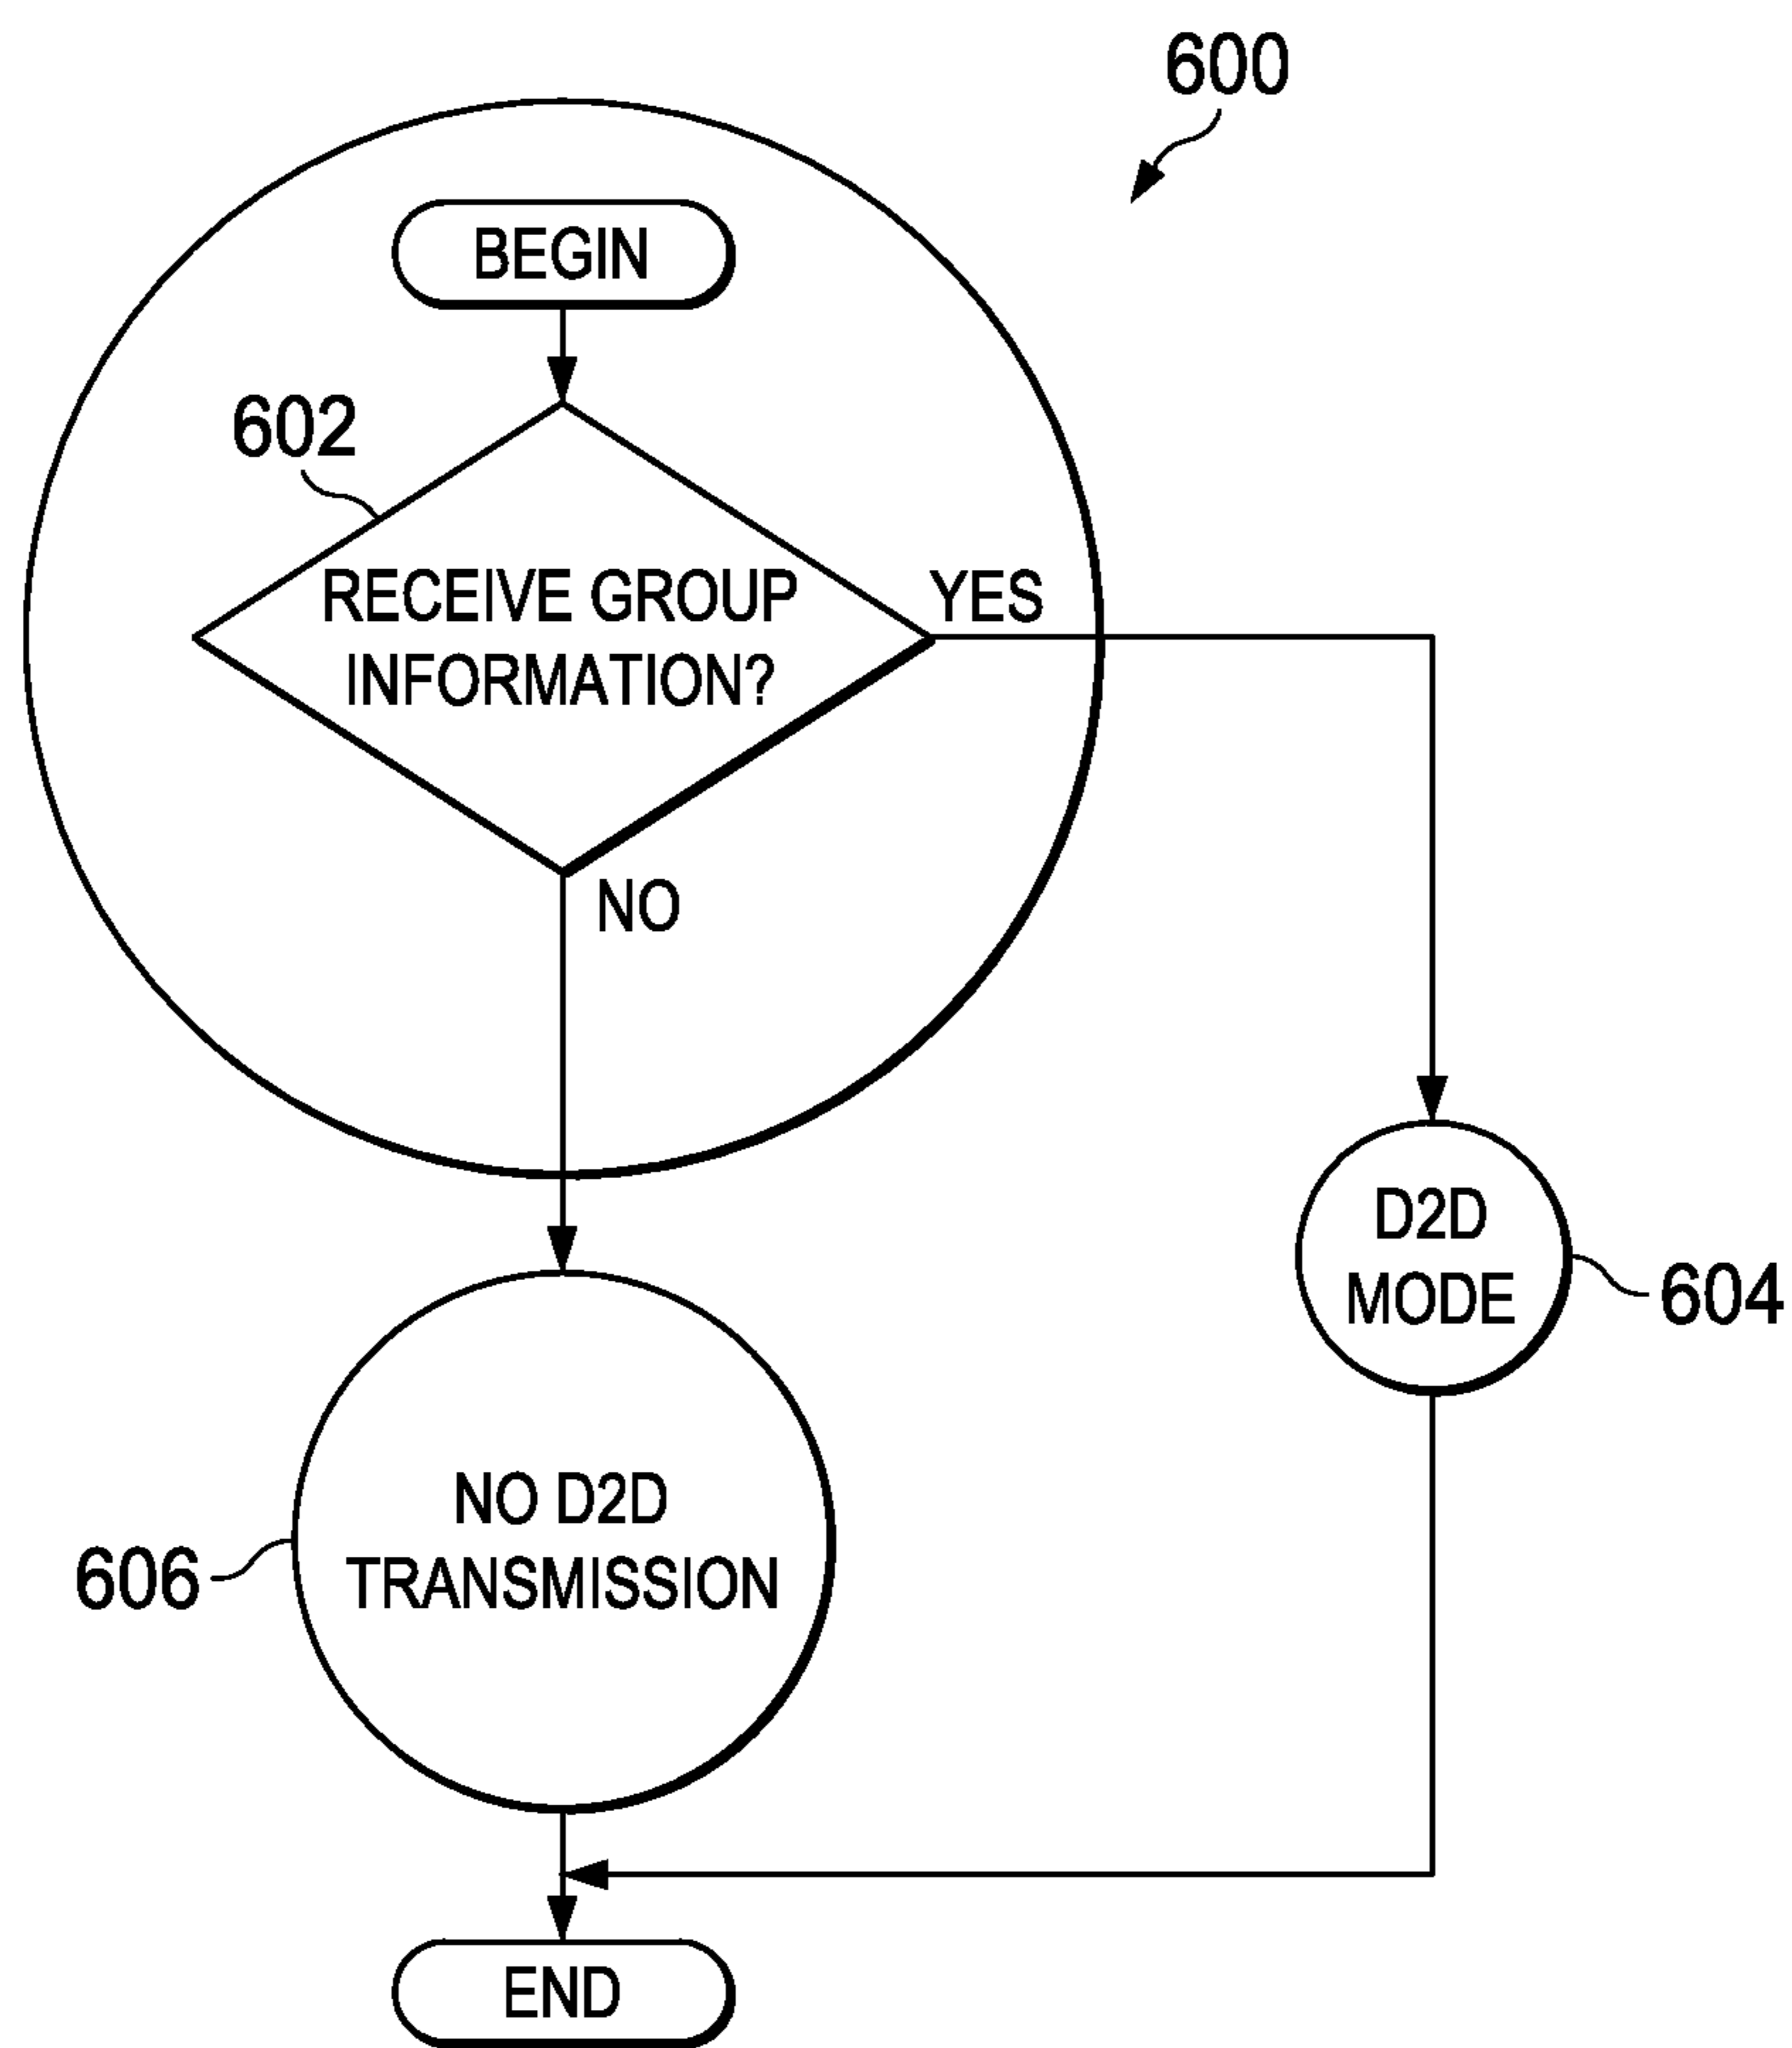 600
BEGIN
602
RECEIVE GROUP
INFORMATION?
YES
NO
D2D
MODE
604
NO D2D
TRANSMISSION
606
END